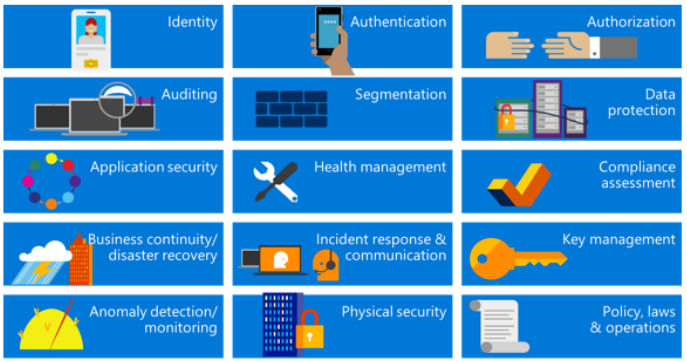 Identity
Authentication
Authorization
Auditing
Segmentation
Data
protection
Application security
Health management
Compliance
assessment
Business continuity/
disaster recovery
Incident response &
communication
Key management
Anomaly detection/
monitoring
Physical security
Policy, laws
& operations